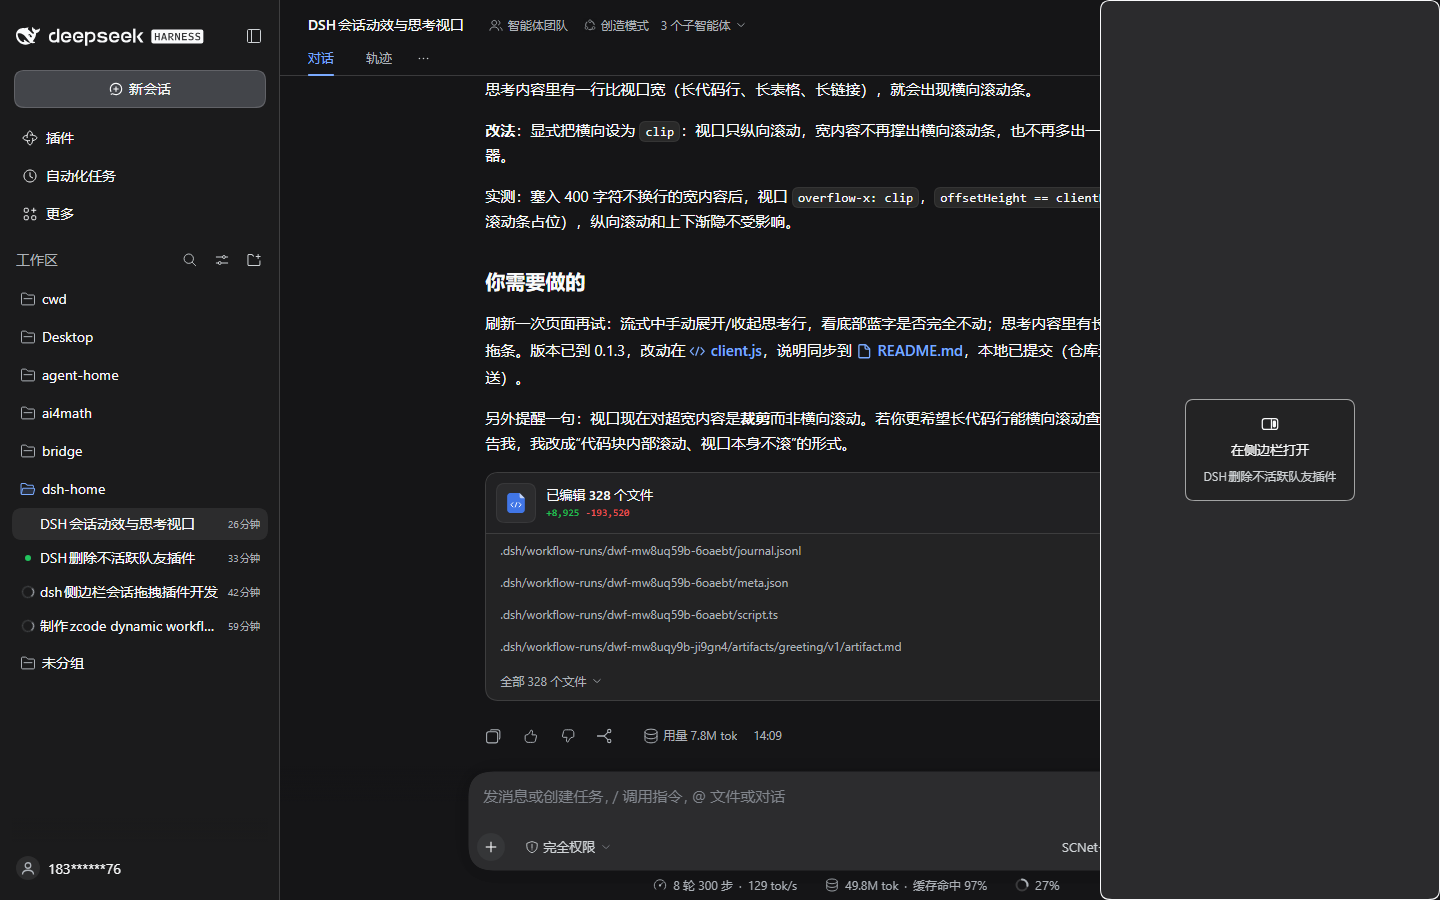 deepseek HARNESS
新会话
插件
自动化任务
更多
工作区
cwd
Desktop
agent-home
ai4math
bridge
dsh-home
DSH 会话动效与思考视口 26分钟
DSH 删除不活跃队友插件 33分钟
dsh 侧边栏会话拖拽插件开发 42分钟
制作 zcode dynamic workfl... 59分钟
未分组
183******76
DSH 会话动效与思考视口 智能体团队 创造模式 3 个子智能体
对话 轨迹 ···
思考内容里有一行比视口宽（长代码行、长表格、长链接），就会出现横向滚动条。
改法：显式把横向设为 clip：视口只纵向滚动，宽内容不再撑出横向滚动条，也不再多出一
器。
实测：塞入 400 字符不换行的宽内容后，视口 overflow-x: clip，offsetHeight == client
滚动条占位），纵向滚动和上下渐隐不受影响。
你需要做的
刷新一次页面再试：流式中手动展开/收起思考行，看底部蓝字是否完全不动；思考内容里有长
拖条。版本已到 0.1.3，改动在 client.js，说明同步到 README.md，本地已提交（仓库
送）。
另外提醒一句：视口现在对超宽内容是裁剪而非横向滚动。若你更希望长代码行能横向滚动查
告我，我改成“代码块内部滚动、视口本身不滚”的形式。
已编辑 328 个文件
+8,925 -193,520
.dsh/workflow-runs/dwf-mw8uq59b-6oaebt/journal.jsonl
.dsh/workflow-runs/dwf-mw8uq59b-6oaebt/meta.json
.dsh/workflow-runs/dwf-mw8uq59b-6oaebt/script.ts
.dsh/workflow-runs/dwf-mw8uqy9b-ji9gn4/artifacts/greeting/v1/artifact.md
全部 328 个文件
用量 7.8M tok 14:09
发消息或创建任务, / 调用指令, @ 文件或对话
完全权限 SCNet-
8 轮 300 步 · 129 tok/s 49.8M tok · 缓存命中 97% 27%
在侧边栏打开
DSH 删除不活跃队友插件